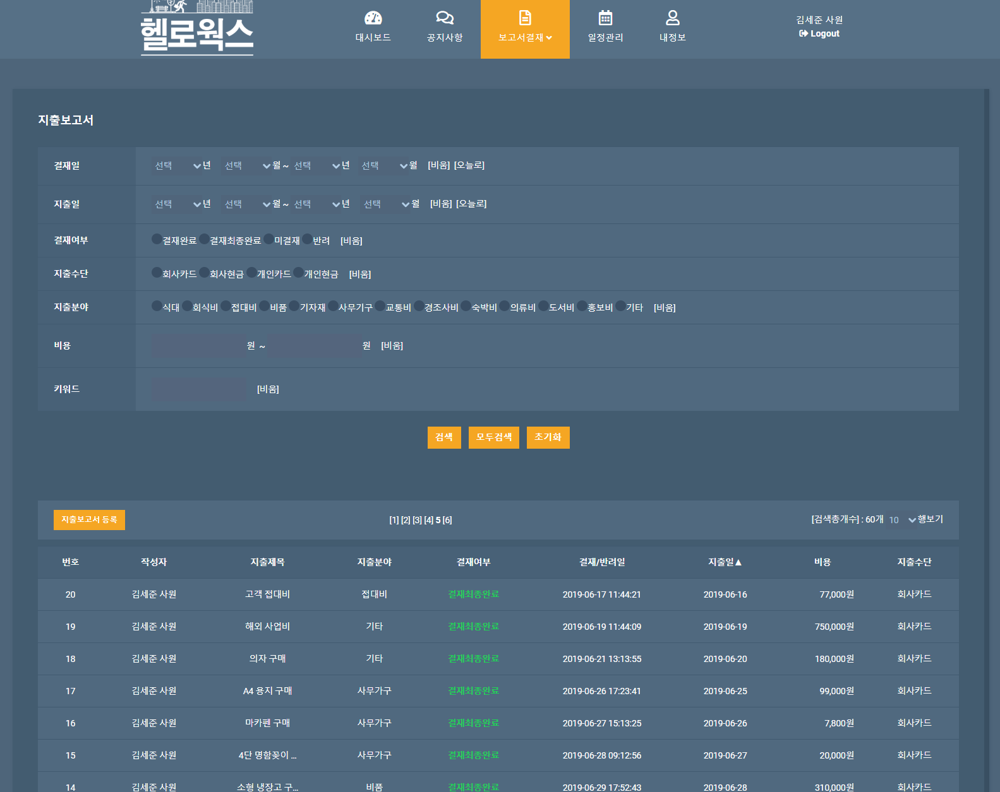 헬로웍스
대시보드
공지사항
보고서결재
일정관리
내정보
김세준 사원
Logout
지출보고서
결재일 선택 년 선택 월 ~ 선택 년 선택 월 [비움] [오늘로]
지출일 선택 년 선택 월 ~ 선택 년 선택 월 [비움] [오늘로]
결재여부 결재완료 결재최종완료 미결재 반려 [비움]
지출수단 회사카드 회사현금 개인카드 개인현금 [비움]
지출분야 식대 회식비 접대비 비품 기자재 사무기구 교통비 경조사비 숙박비 의류비 도서비 홍보비 기타 [비움]
비용 원 ~ 원 [비움]
키워드 [비움]
검색 모두검색 초기화
지출보고서 등록 [1] [2] [3] [4] 5 [6] [검색총개수] : 60개 10 행보기
번호 작성자 지출제목 지출분야 결재여부 결재/반려일 지출일▲ 비용 지출수단
20 김세준 사원 고객 접대비 접대비 결재최종완료 2019-06-17 11:44:21 2019-06-16 77,000원 회사카드
19 김세준 사원 해외 사업비 기타 결재최종완료 2019-06-19 11:44:09 2019-06-19 750,000원 회사카드
18 김세준 사원 의자 구매 기타 결재최종완료 2019-06-21 13:13:55 2019-06-20 180,000원 회사카드
17 김세준 사원 A4 용지 구매 사무가구 결재최종완료 2019-06-26 17:23:41 2019-06-25 99,000원 회사카드
16 김세준 사원 마카펜 구매 사무가구 결재최종완료 2019-06-27 15:13:25 2019-06-26 7,800원 회사카드
15 김세준 사원 4단 명함꽂이 ... 사무가구 결재최종완료 2019-06-28 09:12:56 2019-06-27 20,000원 회사카드
14 김세준 사원 소형 냉장고 구... 비품 결재최종완료 2019-06-29 17:52:43 2019-06-28 310,000원 회사카드